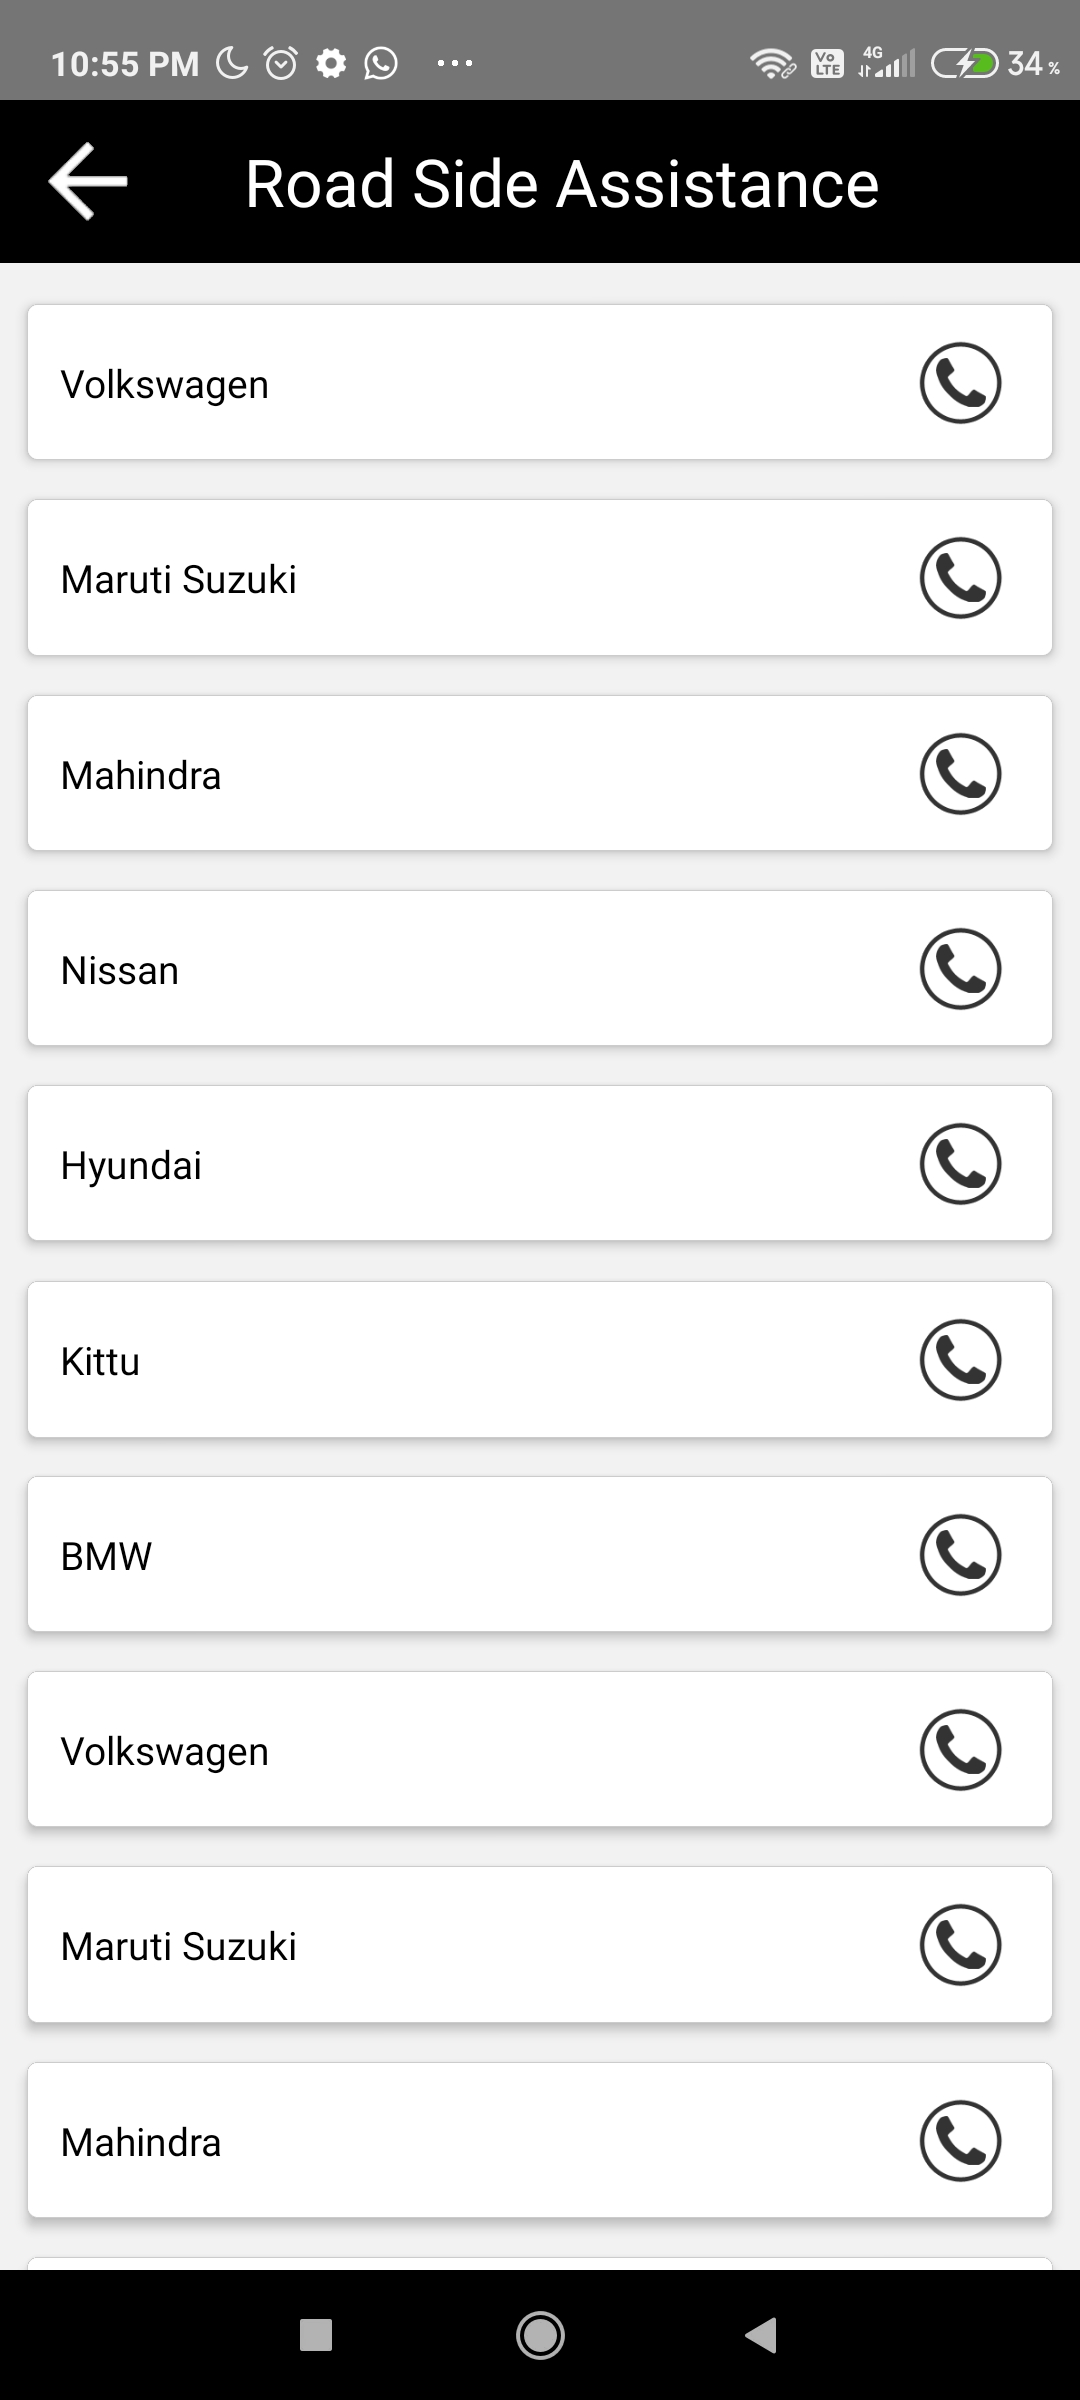 10:55 PM 4G 34%
Vo
LTE
Road Side Assistance
Volkswagen
Maruti Suzuki
Mahindra
Nissan
Hyundai
Kittu
BMW
Volkswagen
Maruti Suzuki
Mahindra